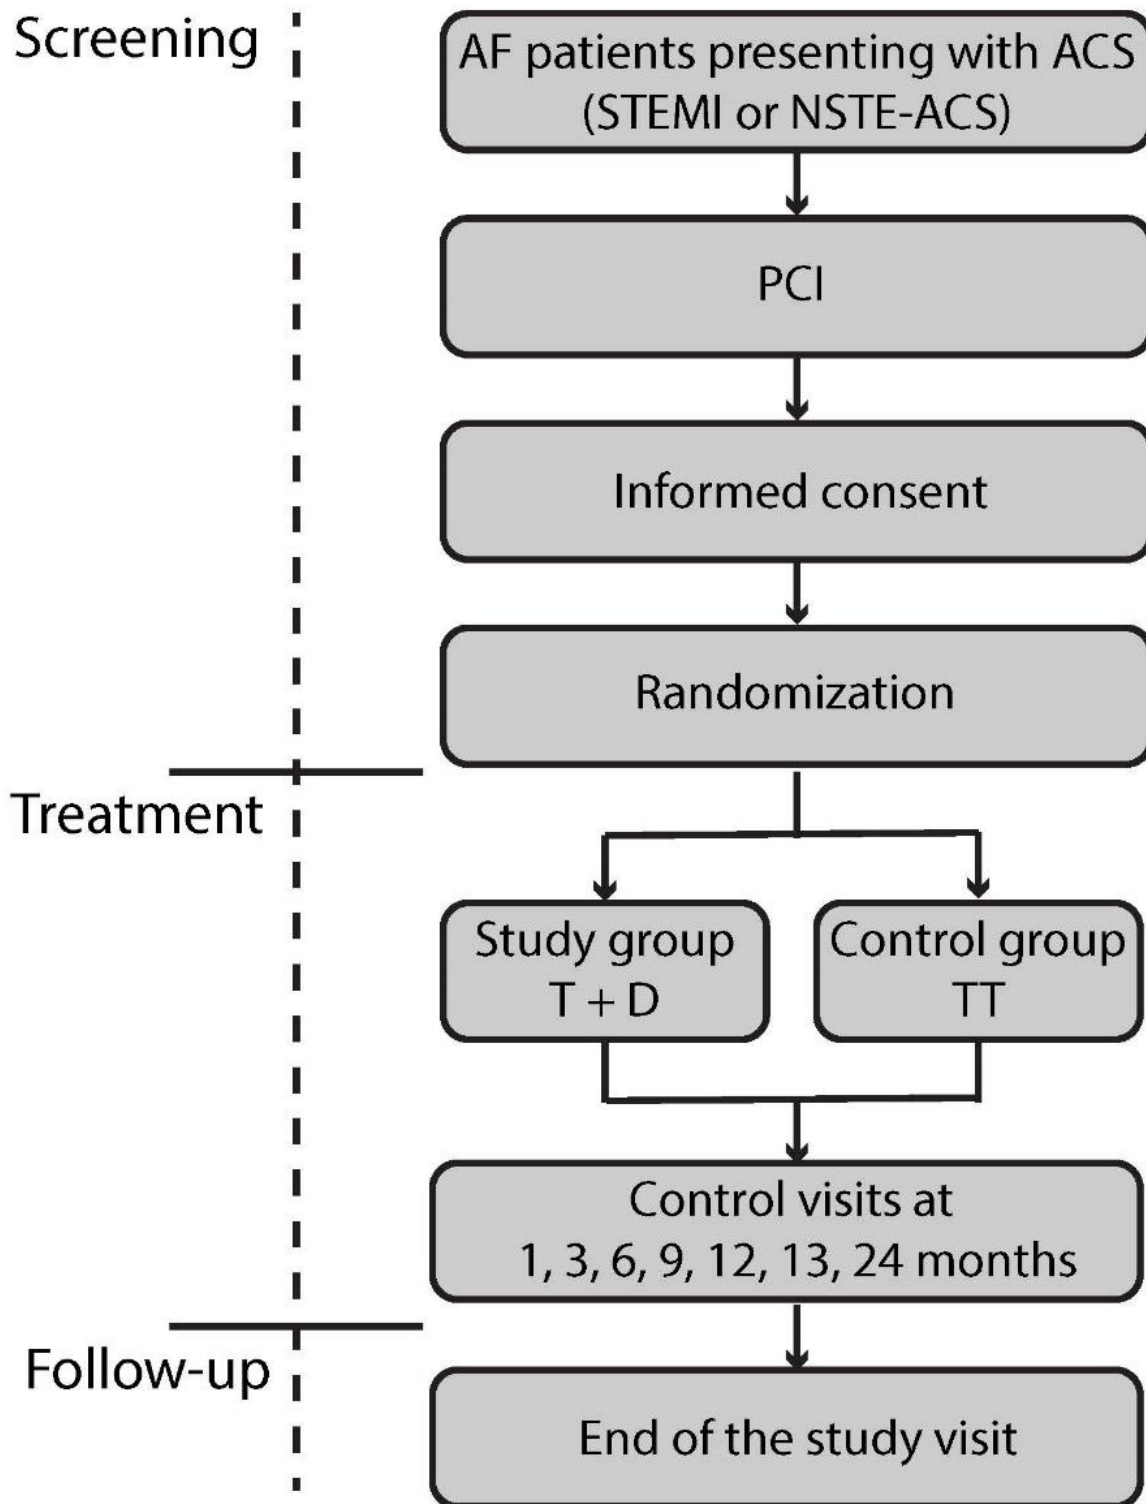 Screening
AF patients presenting with ACS
(STEMI or NSTE-ACS)
PCI
Informed consent
Randomization
Treatment
Study group
T + D
Control group
TT
Control visits at
1, 3, 6, 9, 12, 13, 24 months
Follow-up
End of the study visit